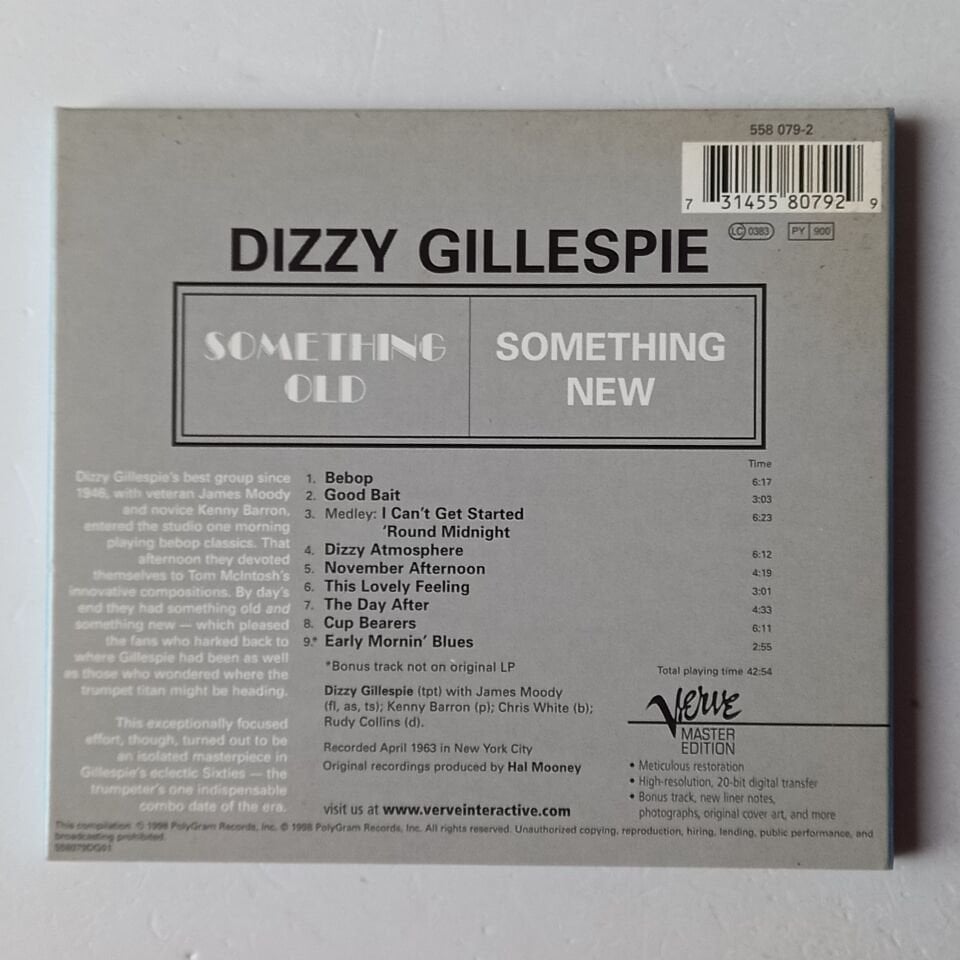 558 079-2
7 31455 80792 9
LC 0383 PY 900
DIZZY GILLESPIE
SOMETHING
OLD
SOMETHING
NEW
Dizzy Gillespie's best group since
1946, with veteran James Moody
and novice Kenny Barron,
entered the studio one morning
playing bebop classics. That
afternoon they devoted
themselves to Tom McIntosh's
innovative compositions. By day's
end they had something old and
something new — which pleased
the fans who harked back to
where Gillespie had been as well
as those who wondered where the
trumpet titan might be heading.
This exceptionally focused
effort, though, turned out to be
an isolated masterpiece in
Gillespie's eclectic Sixties — the
trumpeter's one indispensable
combo date of the era.
Time
1. Bebop 6:17
2. Good Bait 3:03
3. Medley: I Can't Get Started 6:23
'Round Midnight
4. Dizzy Atmosphere 6:12
5. November Afternoon 4:19
6. This Lovely Feeling 3:01
7. The Day After 4:33
8. Cup Bearers 6:11
9.* Early Mornin' Blues 2:55
*Bonus track not on original LP
Total playing time 42:54
Dizzy Gillespie (tpt) with James Moody
(fl, as, ts); Kenny Barron (p); Chris White (b);
Rudy Collins (d).
Recorded April 1963 in New York City
Original recordings produced by Hal Mooney
visit us at www.verveinteractive.com
Verve
MASTER
EDITION
• Meticulous restoration
• High-resolution, 20-bit digital transfer
• Bonus track, new liner notes,
photographs, original cover art, and more
This compilation ℗ 1998 PolyGram Records, Inc. © 1998 PolyGram Records, Inc. All rights reserved. Unauthorized copying, reproduction, hiring, lending, public performance, and
broadcasting prohibited.
558079DG01